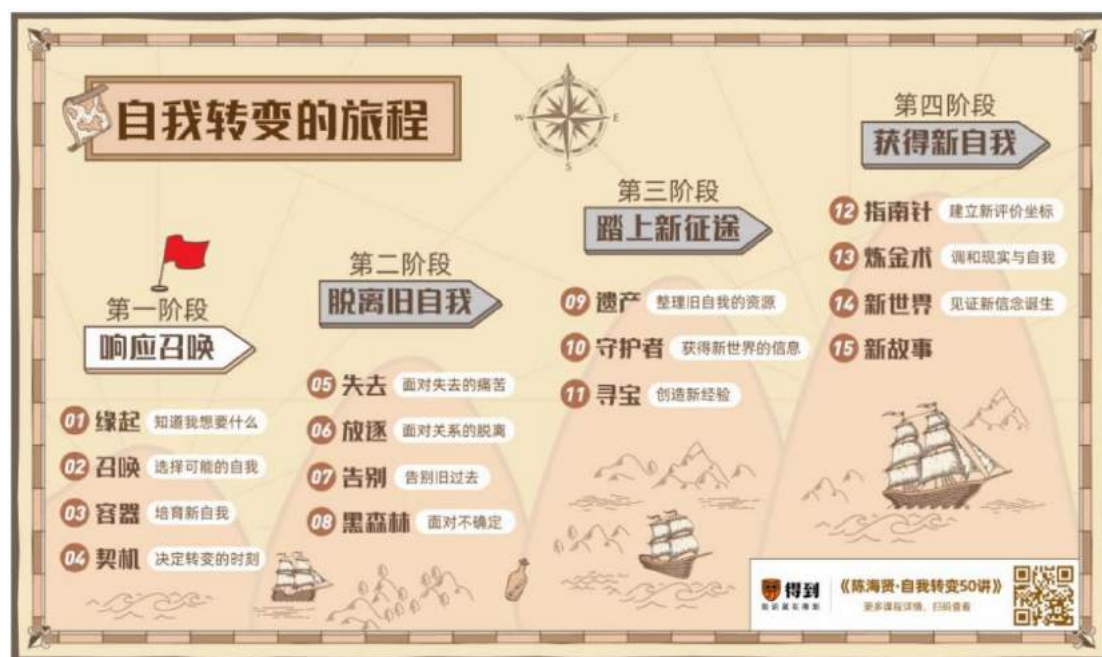 自我转变的旅程
W
E
S
第一阶段
响应召唤
01 缘起 知道我想要什么
02 召唤 选择可能的自我
03 容器 培育新自我
04 契机 决定转变的时刻
第二阶段
脱离旧自我
05 失去 面对失去的痛苦
06 放逐 面对关系的脱离
07 告别 告别旧过去
08 黑森林 面对不确定
第三阶段
踏上新征途
09 遗产 整理旧自我的资源
10 守护者 获得新世界的信息
11 寻宝 创造新经验
第四阶段
获得新自我
12 指南针 建立新评价坐标
13 炼金术 调和现实与自我
14 新世界 见证新信念诞生
15 新故事
得到
《陈海贤·自我转变50讲》
更多课程详情，扫码查看